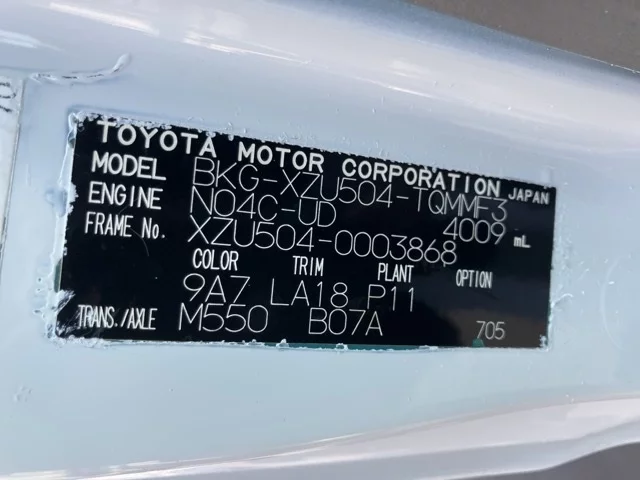 TOYOTA MOTOR CORPORATION JAPAN
MODEL BKG-XZU504-TQMMF3
ENGINE N04C-UD 4009 mL
FRAME No. XZU504-0003868
COLOR TRIM PLANT OPTION
9A7 LA18 P11
TRANS./AXLE M550 B07A 705